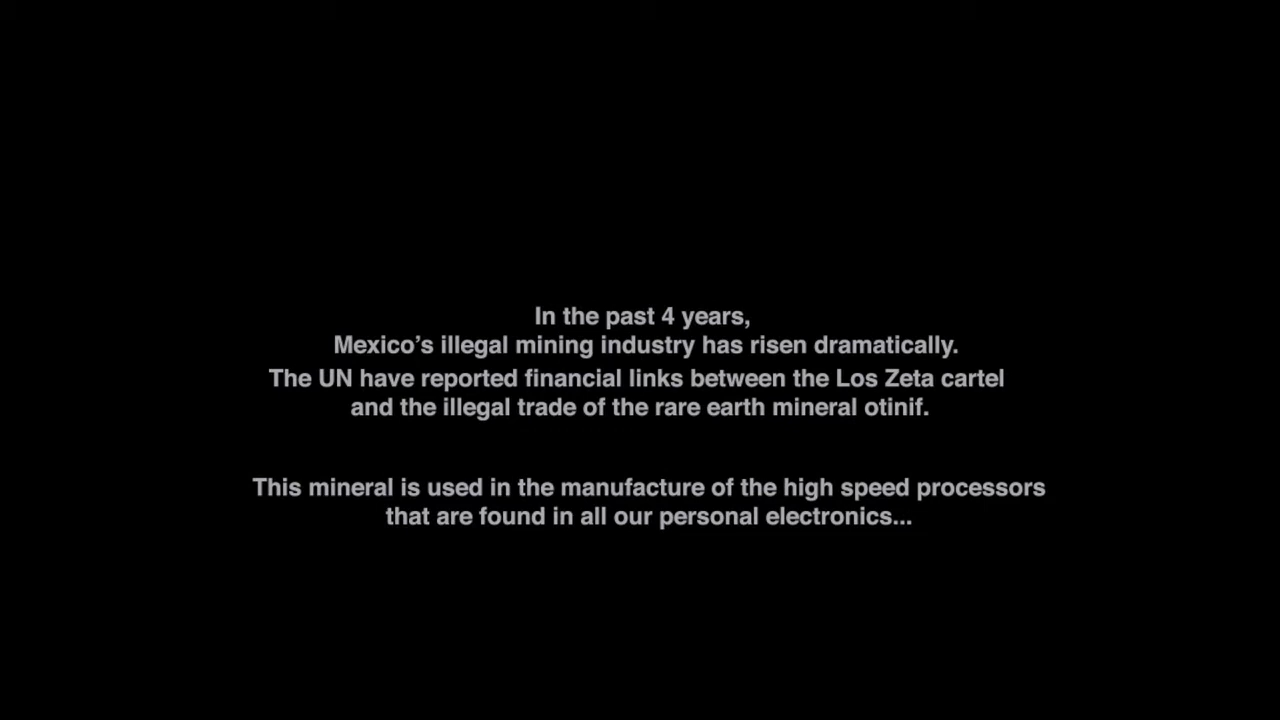 In the past 4 years,
Mexico’s illegal mining industry has risen dramatically.
The UN have reported financial links between the Los Zeta cartel
and the illegal trade of the rare earth mineral otinif.
This mineral is used in the manufacture of the high speed processors
that are found in all our personal electronics...